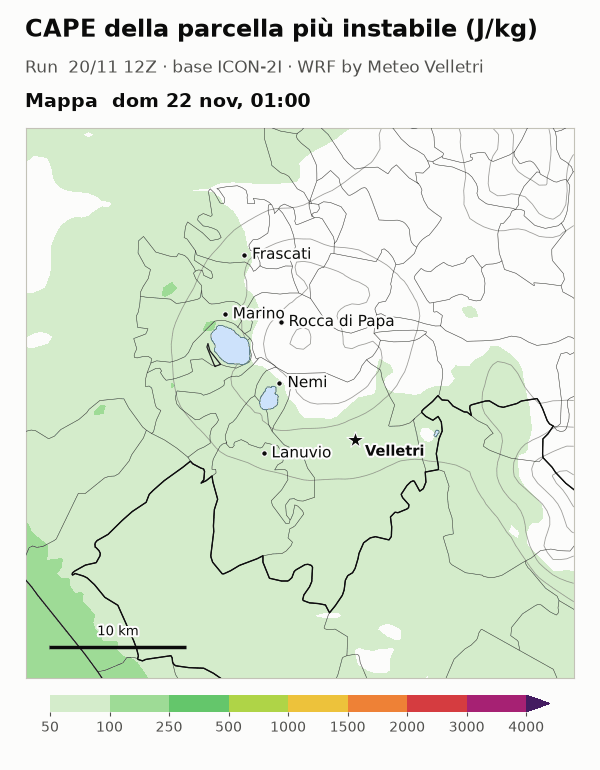 CAPE della parcella più instabile (J/kg)
Run  20/11 12Z · base ICON-2I · WRF by Meteo Velletri
Mappa  dom 22 nov, 01:00
Frascati
Marino
Rocca di Papa
Nemi
Velletri
Lanuvio
10 km
50 100 250 500 1000 1500 2000 3000 4000